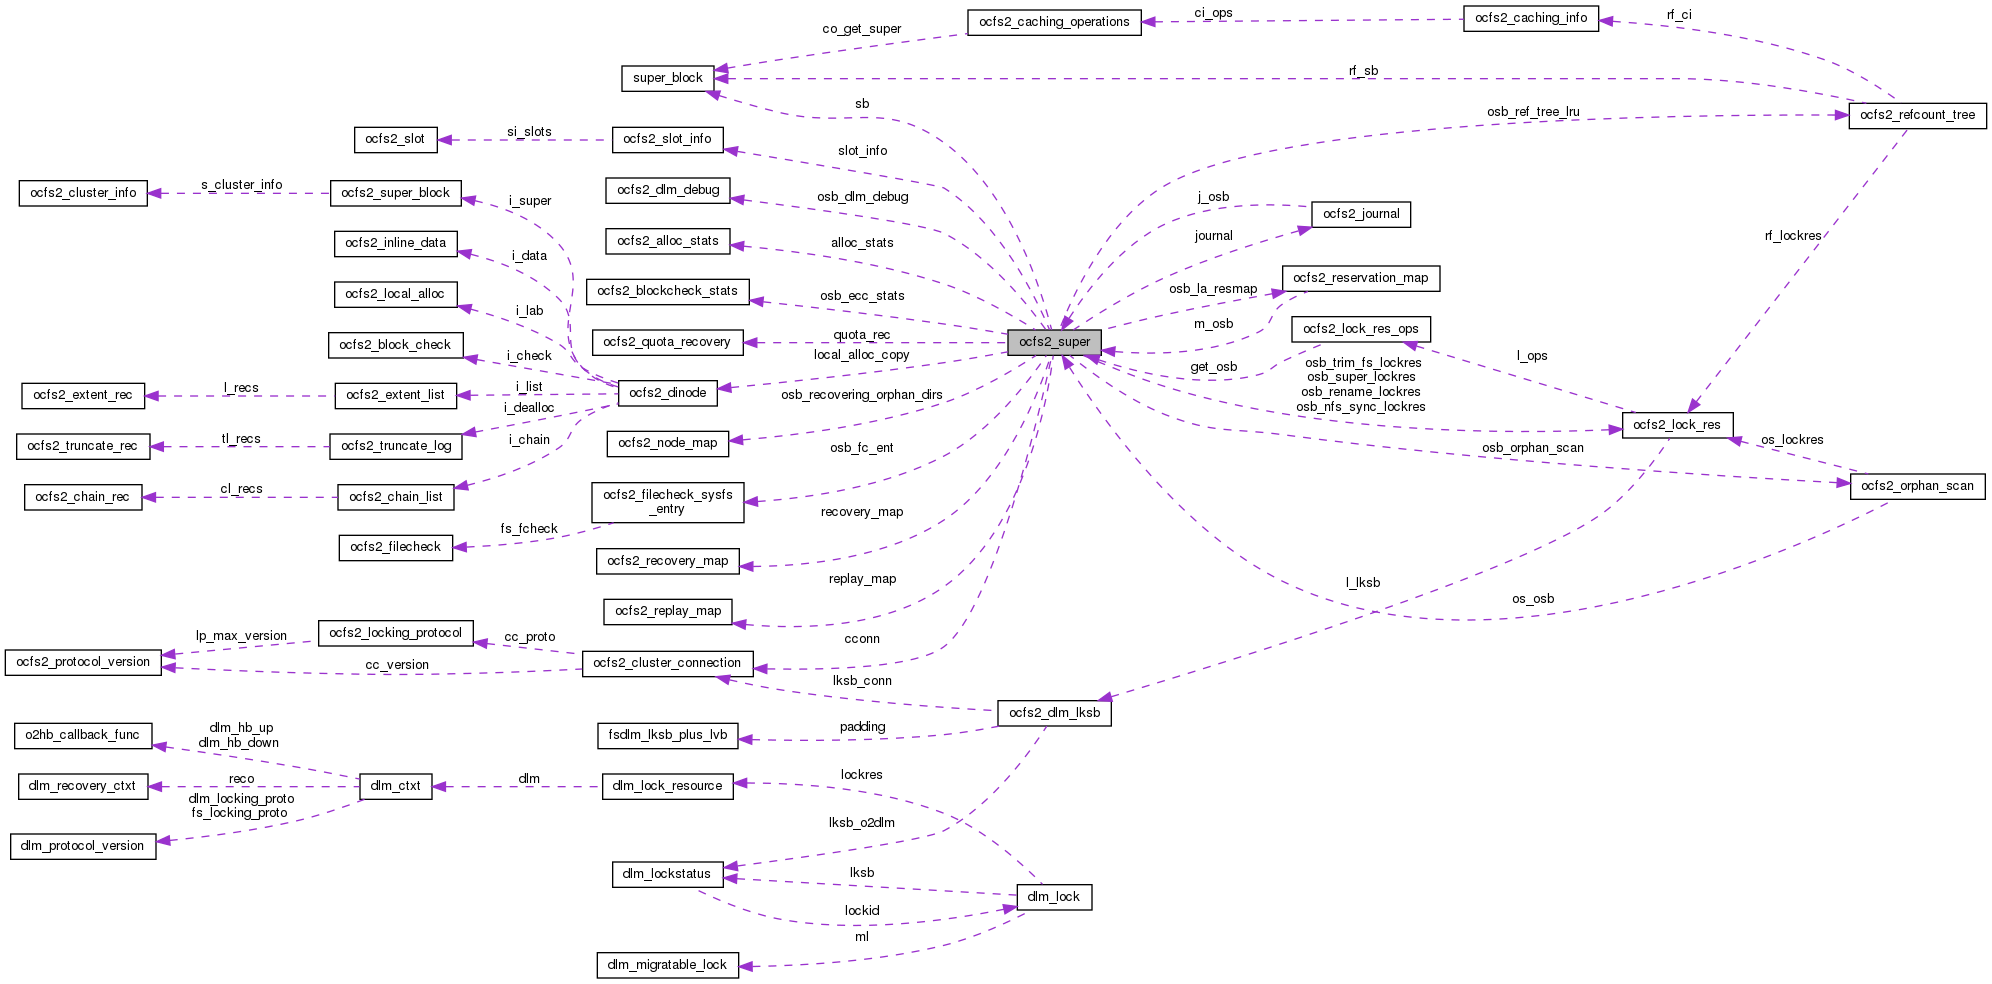 ci_ops
rf_ci
ocfs2_caching_operations
ocfs2_caching_info
co_get_super
super_block
rf_sb
sb
osb_ref_tree_lru
ocfs2_refcount_tree
ocfs2_slot
si_slots
ocfs2_slot_info
slot_info
ocfs2_cluster_info
s_cluster_info
ocfs2_super_block
i_super
ocfs2_dlm_debug
osb_dlm_debug
j_osb
ocfs2_journal
journal
ocfs2_inline_data
i_data
ocfs2_alloc_stats
alloc_stats
rf_lockres
ocfs2_reservation_map
osb_la_resmap
ocfs2_local_alloc
i_lab
ocfs2_blockcheck_stats
osb_ecc_stats
m_osb
ocfs2_lock_res_ops
ocfs2_block_check
i_check
ocfs2_quota_recovery
quota_rec
ocfs2_super
local_alloc_copy
l_ops
get_osb
osb_trim_fs_lockres
osb_super_lockres
osb_rename_lockres
osb_nfs_sync_lockres
ocfs2_extent_rec
l_recs
ocfs2_extent_list
i_list
ocfs2_dinode
osb_recovering_orphan_dirs
i_dealloc
ocfs2_lock_res
ocfs2_truncate_rec
tl_recs
ocfs2_truncate_log
i_chain
ocfs2_node_map
osb_fc_ent
osb_orphan_scan
os_lockres
ocfs2_orphan_scan
ocfs2_chain_rec
cl_recs
ocfs2_chain_list
ocfs2_filecheck_sysfs
_entry
recovery_map
fs_fcheck
ocfs2_filecheck
ocfs2_recovery_map
replay_map
l_lksb
os_osb
ocfs2_replay_map
ocfs2_protocol_version
lp_max_version
ocfs2_locking_protocol
cc_proto
cc_version
ocfs2_cluster_connection
cconn
lksb_conn
ocfs2_dlm_lksb
padding
fsdlm_lksb_plus_lvb
o2hb_callback_func
dlm_hb_up
dlm_hb_down
dlm_recovery_ctxt
reco
dlm_ctxt
dlm
dlm_lock_resource
lockres
dlm_locking_proto
fs_locking_proto
dlm_protocol_version
lksb_o2dlm
dlm_lockstatus
lksb
dlm_lock
lockid
ml
dlm_migratable_lock